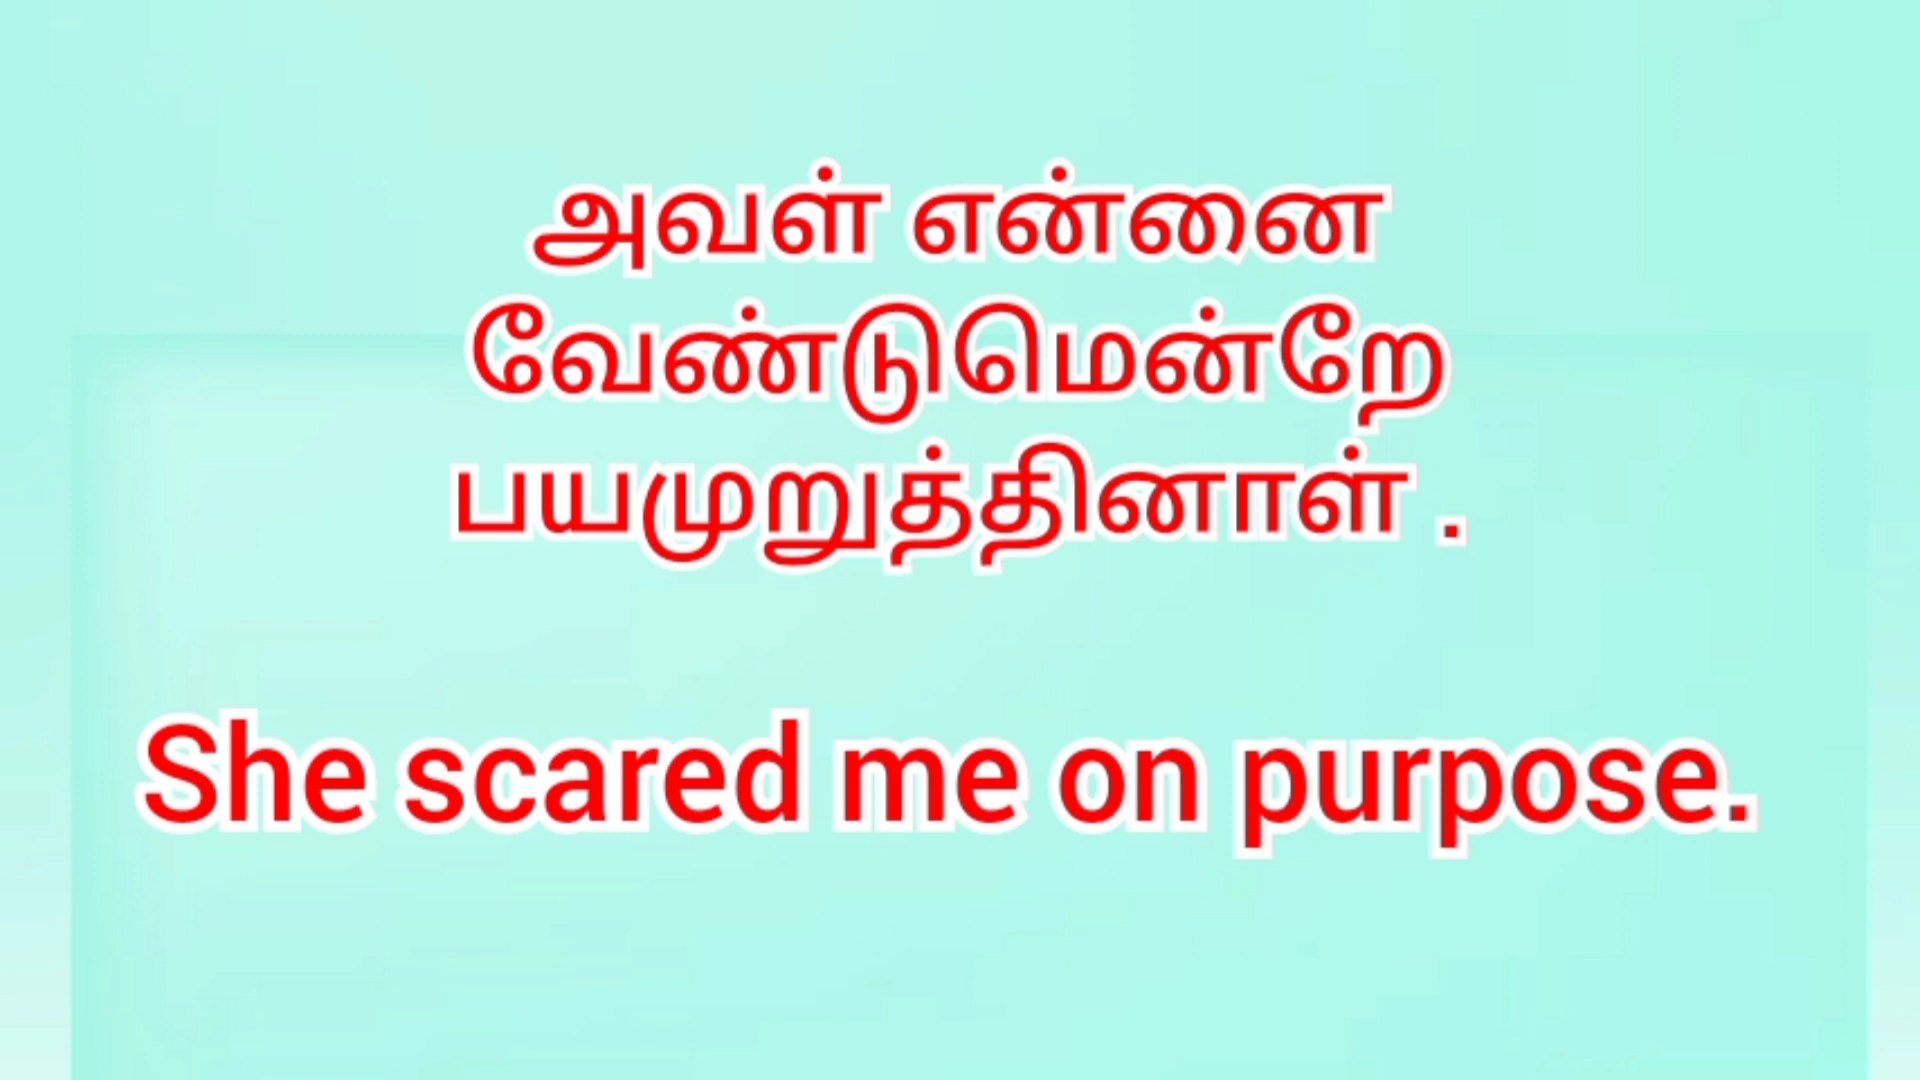 அவள் என்னை
வேண்டுமென்றே
பயமுறுத்தினாள் .
She scared me on purpose.